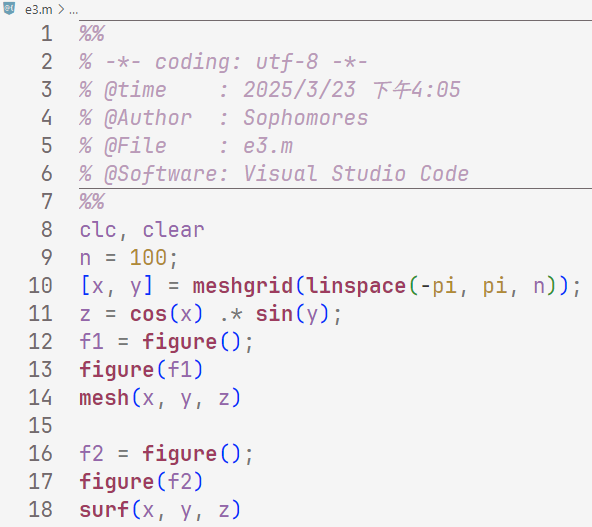 e3.m > ...
1 %%
2 % -*- coding: utf-8 -*-
3 % @time    : 2025/3/23 下午4:05
4 % @Author  : Sophomores
5 % @File    : e3.m
6 % @Software: Visual Studio Code
7 %%
8 clc, clear
9 n = 100;
10 [x, y] = meshgrid(linspace(-pi, pi, n));
11 z = cos(x) .* sin(y);
12 f1 = figure();
13 figure(f1)
14 mesh(x, y, z)
15
16 f2 = figure();
17 figure(f2)
18 surf(x, y, z)